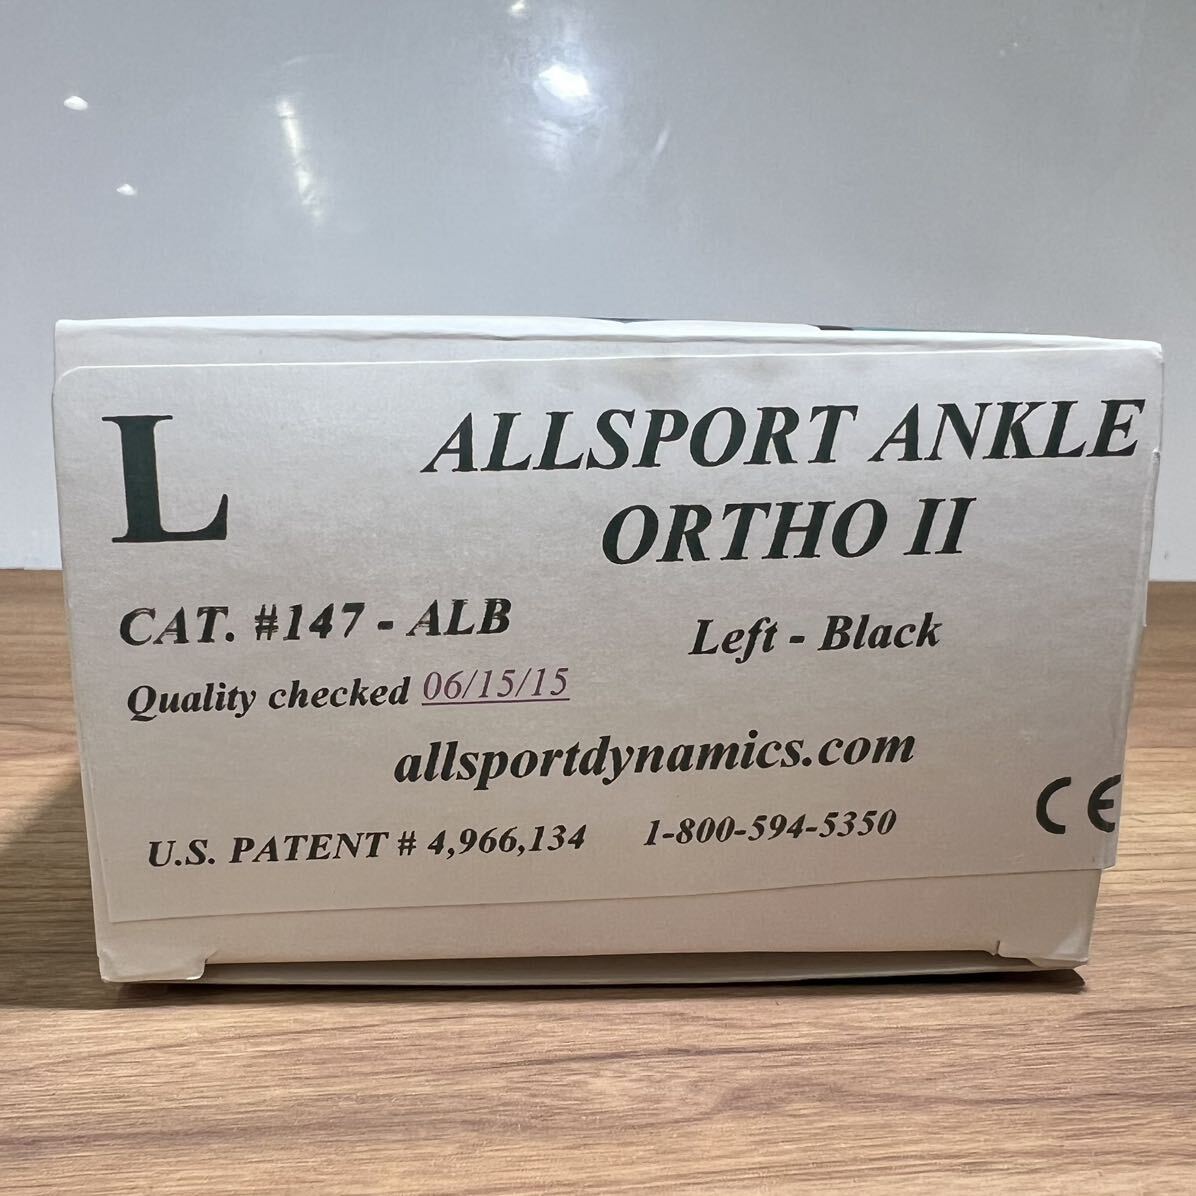 L
ALLSPORT ANKLE
ORTHO II
CAT. #147 - ALB
Left - Black
Quality checked 06/15/15
allsportdynamics.com
U.S. PATENT # 4,966,134 1-800-594-5350
CE